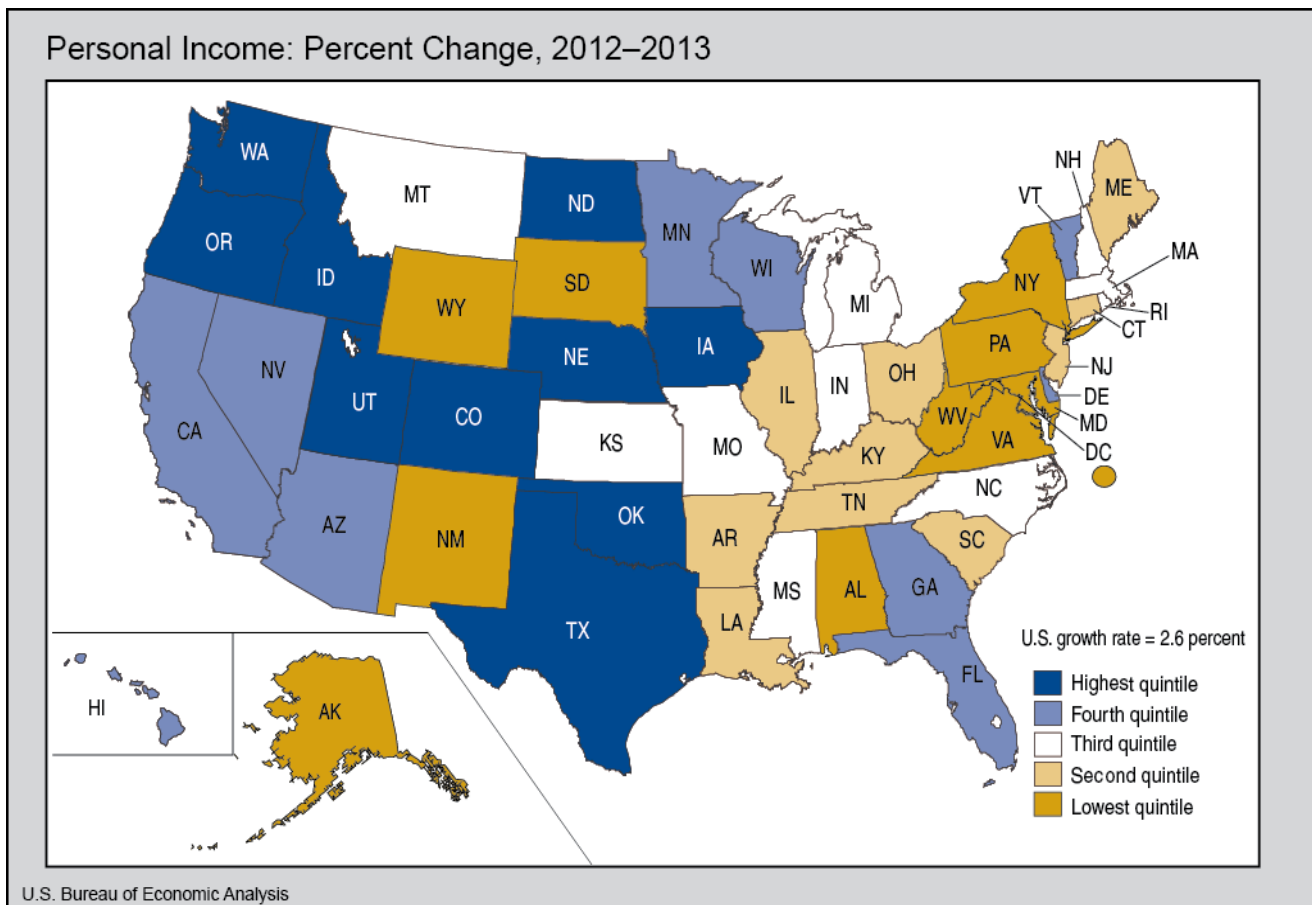 Personal Income: Percent Change, 2012–2013
WA
MT
ND
MN
NH
VT
ME
OR
ID
WY
SD
WI
MI
NY
MA
RI
CT
NV
NE
IA
PA
NJ
CA
UT
CO
IL
IN
OH
DE
MD
KS
MO
WV
VA
DC
KY
AZ
NM
OK
AR
TN
NC
SC
TX
LA
MS
AL
GA
FL
HI
AK
U.S. growth rate = 2.6 percent
Highest quintile
Fourth quintile
Third quintile
Second quintile
Lowest quintile
U.S. Bureau of Economic Analysis